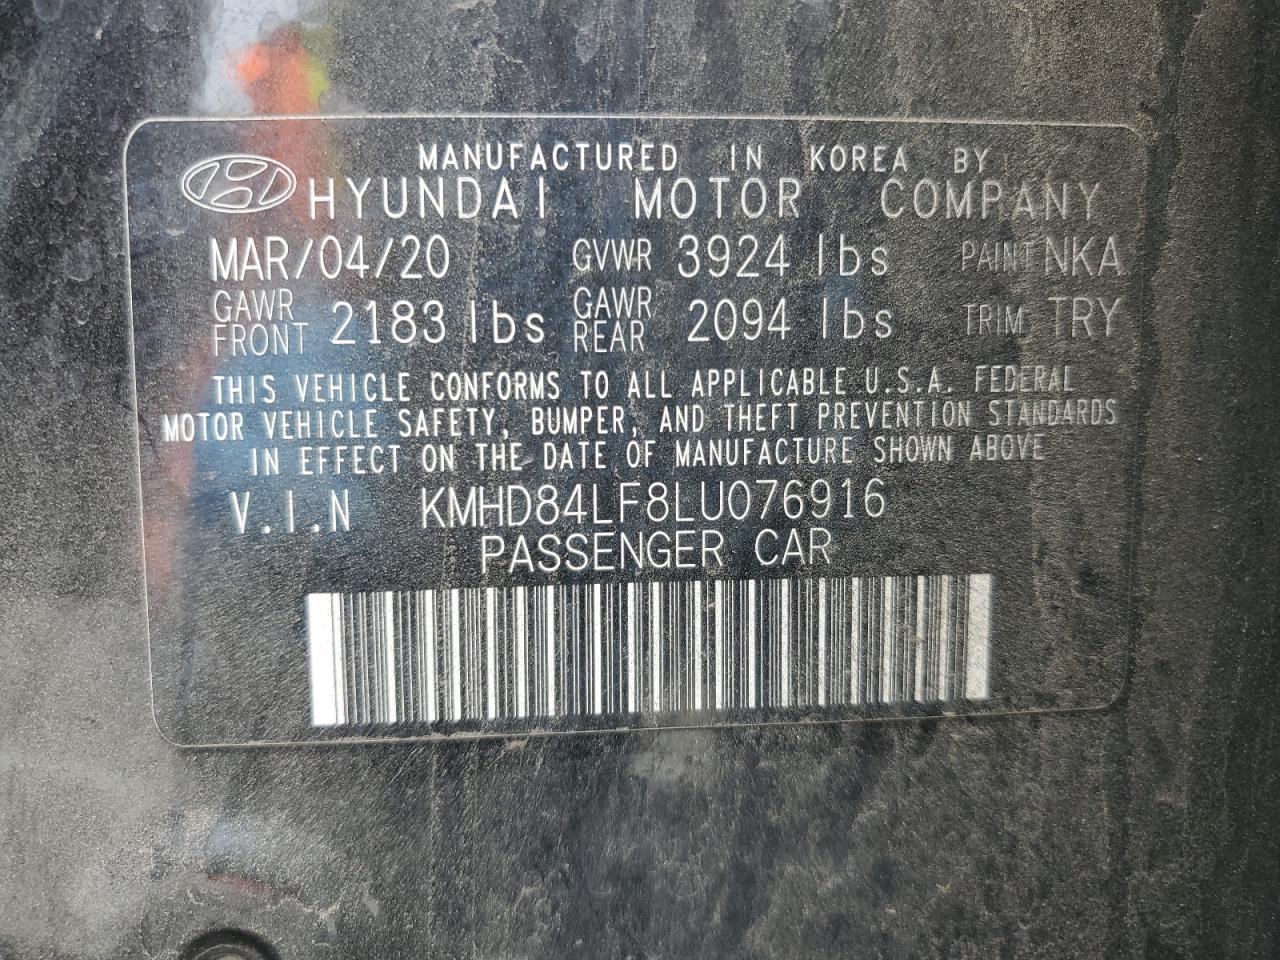 MANUFACTURED IN KOREA BY
HYUNDAI MOTOR COMPANY
MAR/04/20 GVWR 3924 lbs PAINT NKA
GAWR FRONT 2183 lbs GAWR REAR 2094 lbs TRIM TRY
THIS VEHICLE CONFORMS TO ALL APPLICABLE U.S.A. FEDERAL
MOTOR VEHICLE SAFETY, BUMPER, AND THEFT PREVENTION STANDARDS
IN EFFECT ON THE DATE OF MANUFACTURE SHOWN ABOVE
V.I.N KMHD84LF8LU076916
PASSENGER CAR